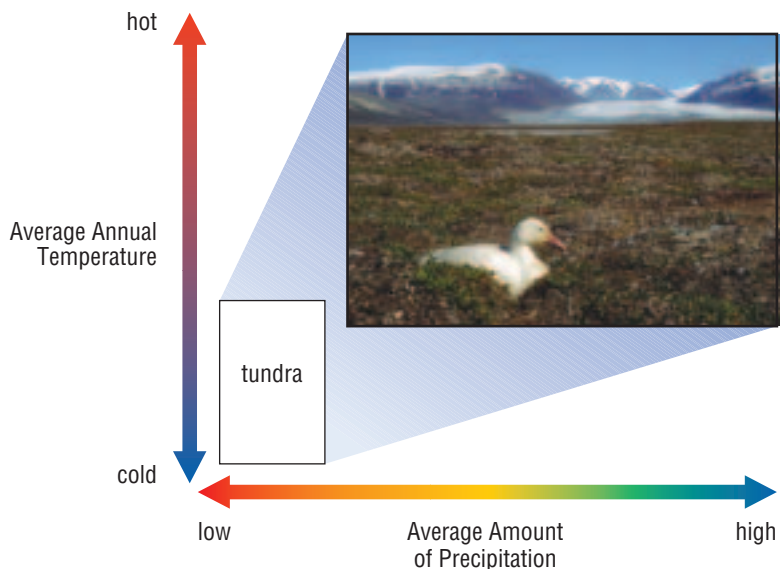 hot
Average Annual
Temperature
tundra
cold
low
Average Amount
of Precipitation
high